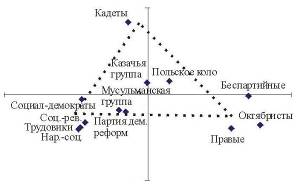 Кадеты
Казачья
группа
Польское коло
Беспартийные
Мусульманская
группа
Социал-демократы
Октябристы
Соц.-рев.
Партия дем.
реформ
Трудовики
Правые
Нар.-соц.